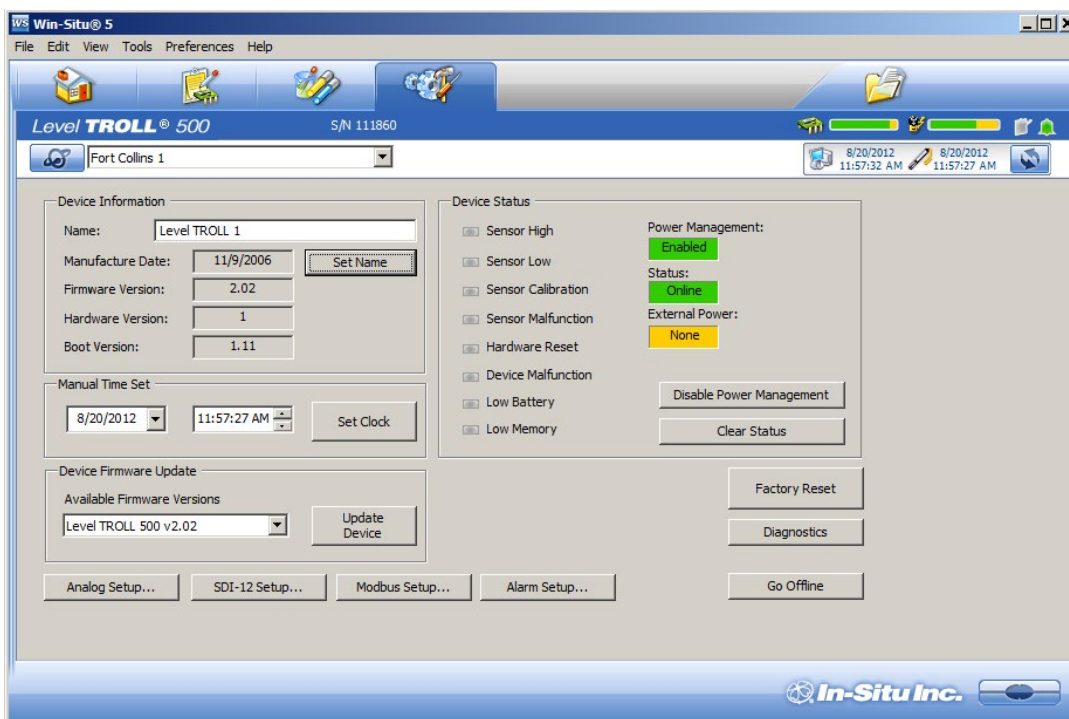 Win-Situ® 5
File Edit View Tools Preferences Help
Level TROLL® 500 S/N 111860
Fort Collins 1
8/20/2012 8/20/2012
11:57:32 AM 11:57:27 AM
Device Information
Name: Level TROLL 1
Manufacture Date: 11/9/2006 Set Name
Firmware Version: 2.02
Hardware Version: 1
Boot Version: 1.11
Manual Time Set
8/20/2012 11:57:27 AM Set Clock
Device Firmware Update
Available Firmware Versions
Level TROLL 500 v2.02
Update
Device
Device Status
Sensor High
Sensor Low
Sensor Calibration
Sensor Malfunction
Hardware Reset
Device Malfunction
Low Battery
Low Memory
Power Management:
Enabled
Status:
Online
External Power:
None
Disable Power Management
Clear Status
Factory Reset
Diagnostics
Analog Setup... SDI-12 Setup... Modbus Setup... Alarm Setup... Go Offline
In-Situ Inc.